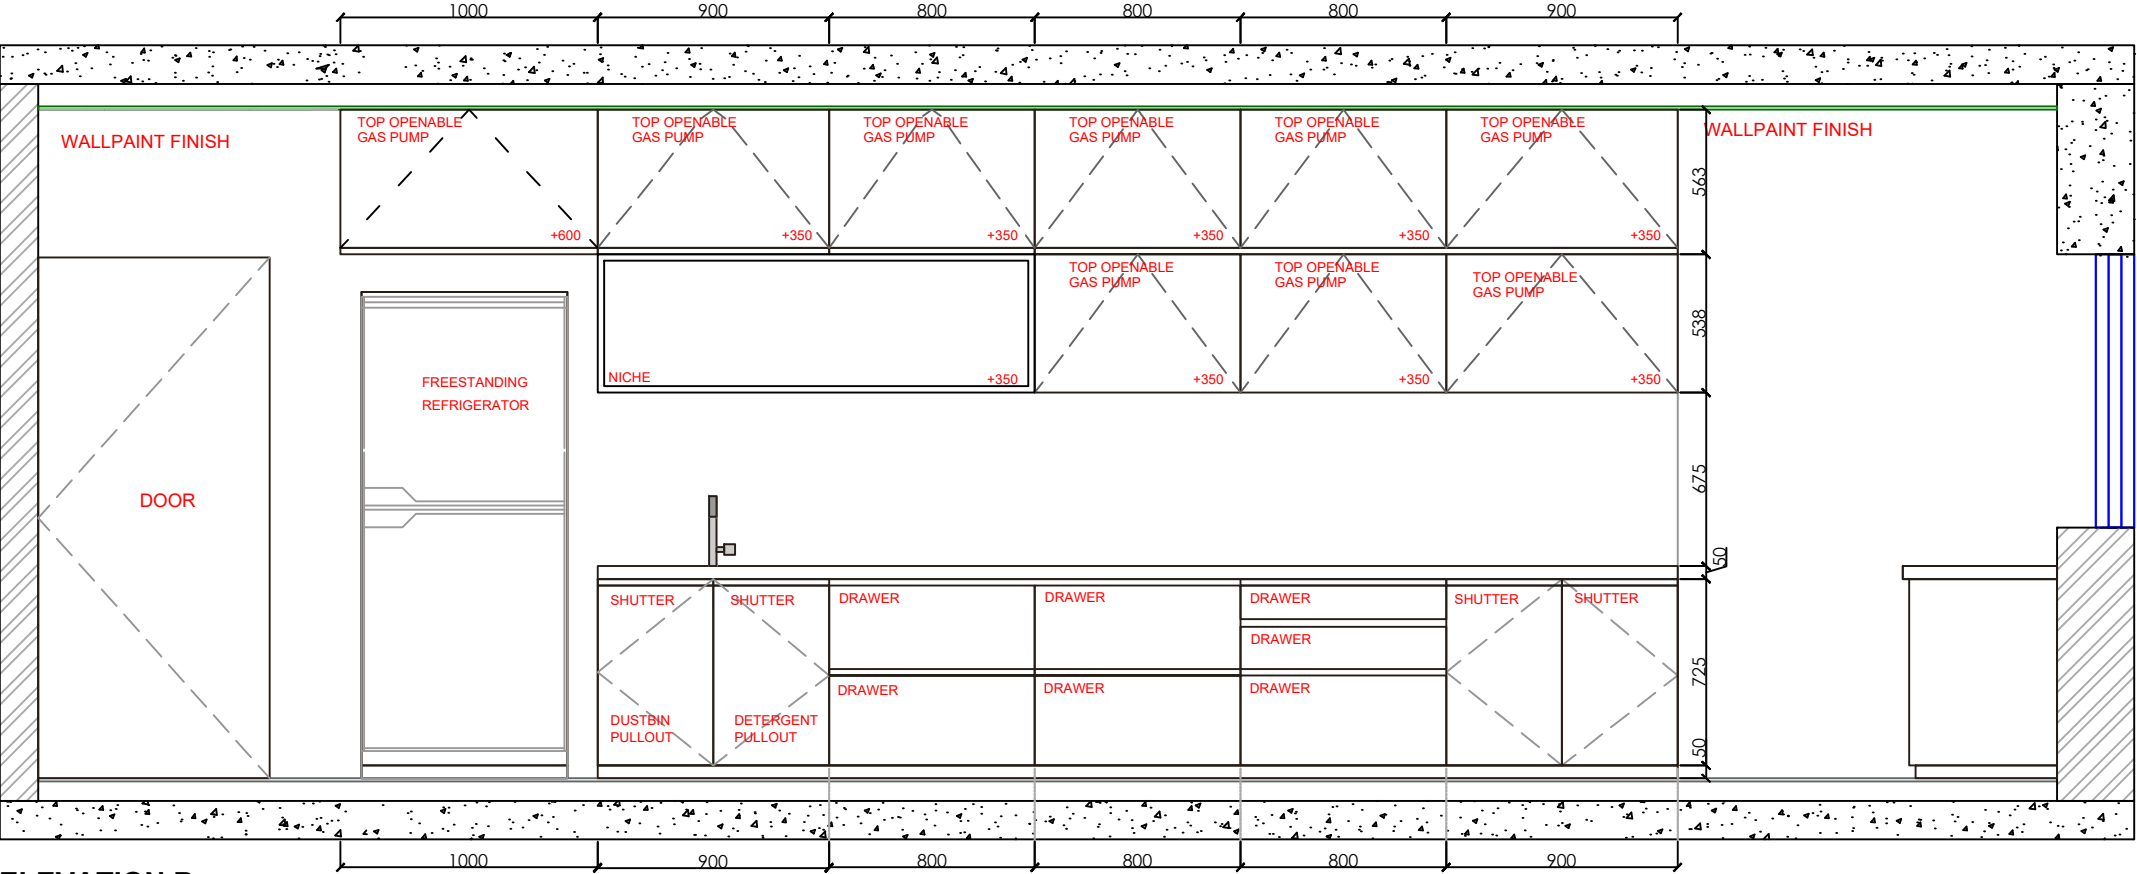 1000 900 800 800 800 900
WALLPAINT FINISH
TOP OPENABLE
GAS PUMP
+600
TOP OPENABLE
GAS PUMP
+350
TOP OPENABLE
GAS PUMP
+350
TOP OPENABLE
GAS PUMP
+350
TOP OPENABLE
GAS PUMP
+350
TOP OPENABLE
GAS PUMP
+350
563
WALLPAINT FINISH
NICHE
+350
TOP OPENABLE
GAS PUMP
+350
TOP OPENABLE
GAS PUMP
+350
TOP OPENABLE
GAS PUMP
+350
538
FREESTANDING
REFRIGERATOR
DOOR
675
50
SHUTTER
DUSTBIN
PULLOUT
SHUTTER
DETERGENT
PULLOUT
DRAWER
DRAWER
DRAWER
DRAWER
DRAWER
DRAWER
DRAWER
SHUTTER
SHUTTER
725
50
1000 900 800 800 800 900